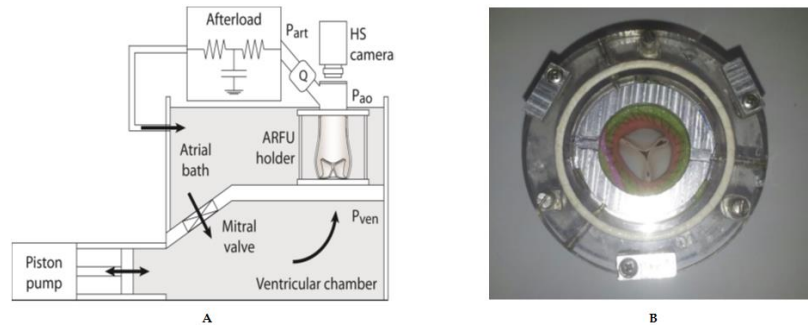 Afterload
Part
HS
camera
Q
Pao
ARFU
holder
Atrial
bath
Mitral
valve
Pven
Piston
pump
Ventricular chamber
A
B